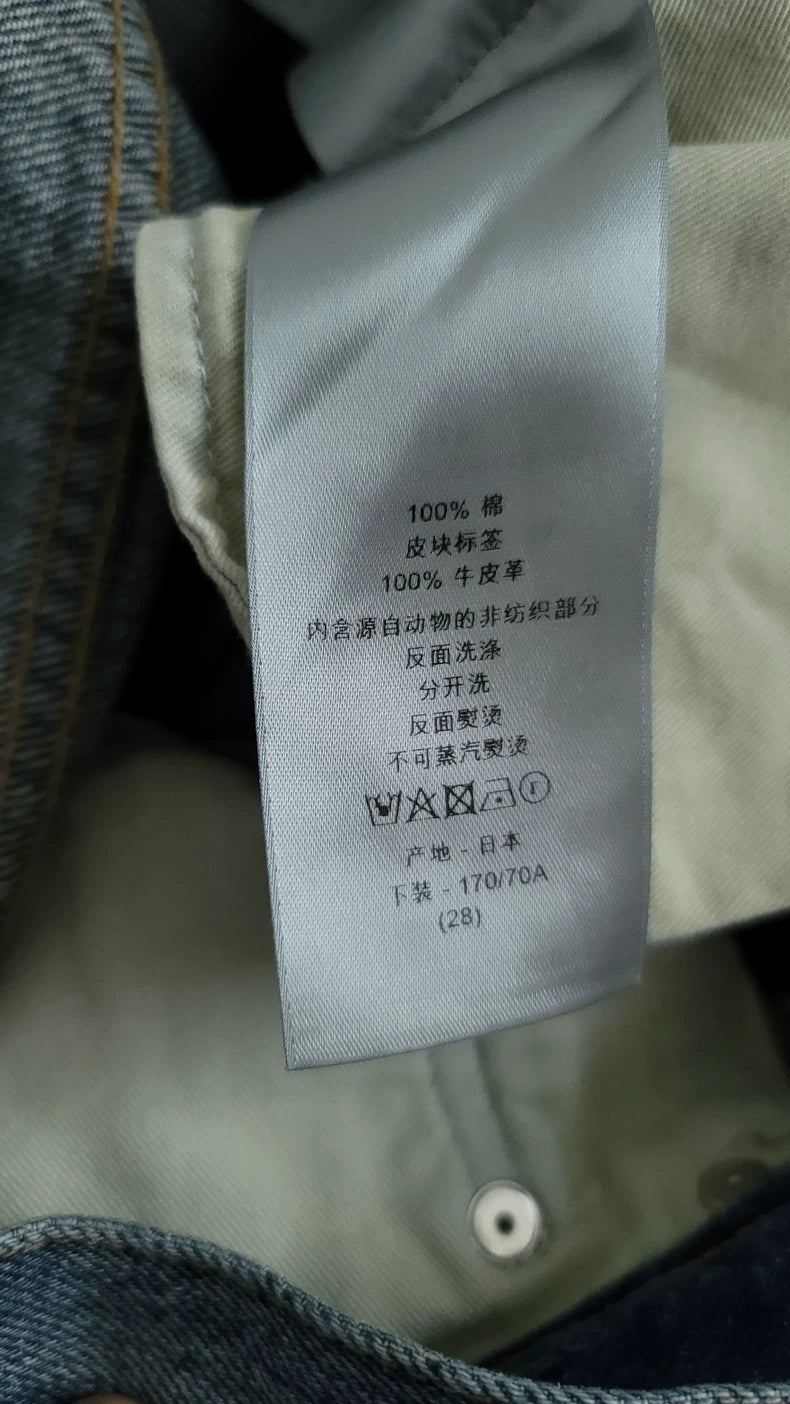 100% 棉
皮块标签
100% 牛皮革
内含源自动物的非纺织部分
反面洗涤
分开洗
反面熨烫
不可蒸汽熨烫
产地 - 日本
下装 - 170/70A
(28)